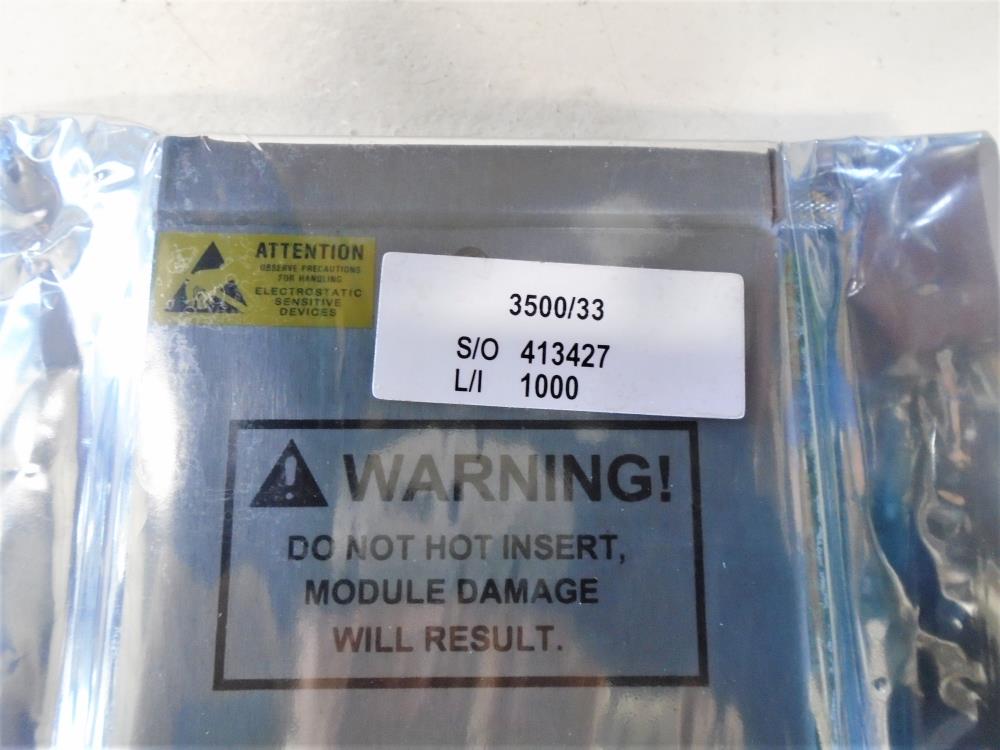 ATTENTION
OBSERVE PRECAUTIONS
FOR HANDLING
ELECTROSTATIC
SENSITIVE
DEVICES
3500/33
S/O 413427
L/I 1000
WARNING!
DO NOT HOT INSERT,
MODULE DAMAGE
WILL RESULT.